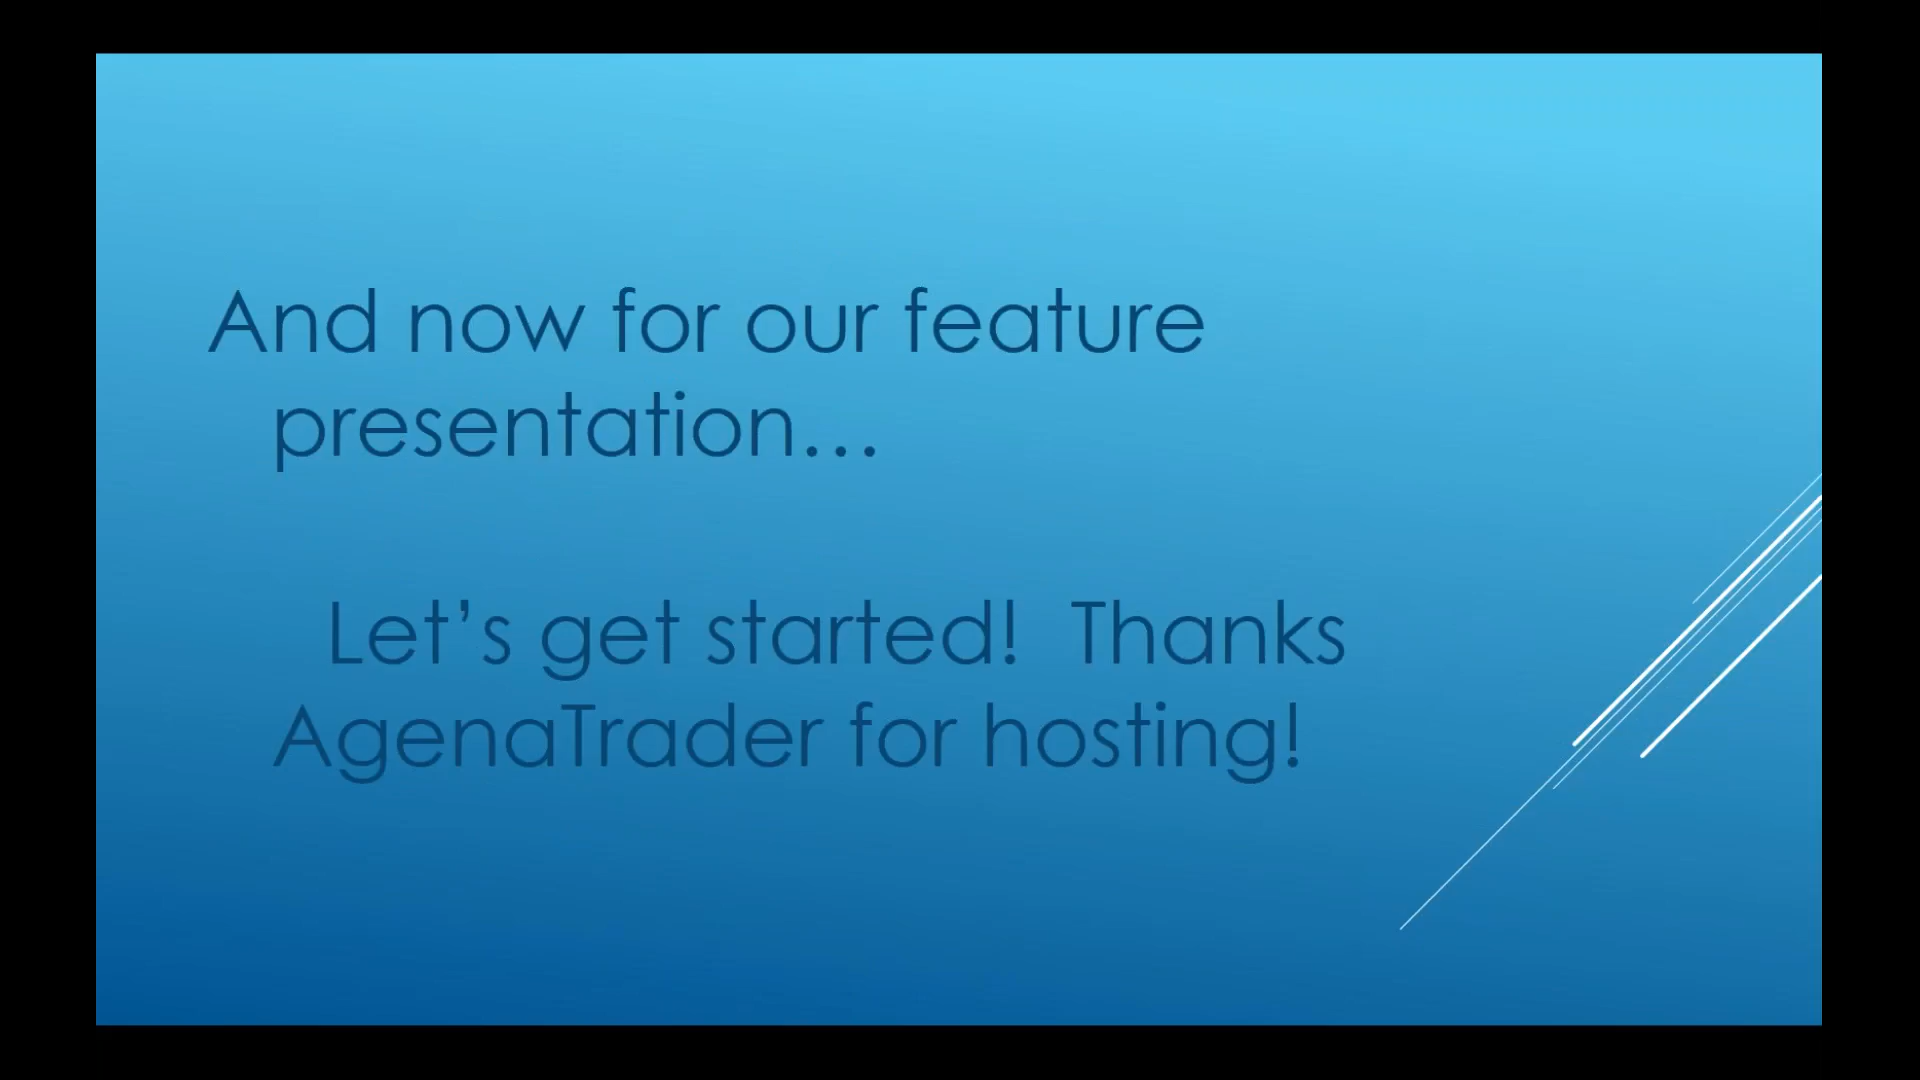 And now for our feature
presentation…
Let’s get started!  Thanks
AgenaTrader for hosting!